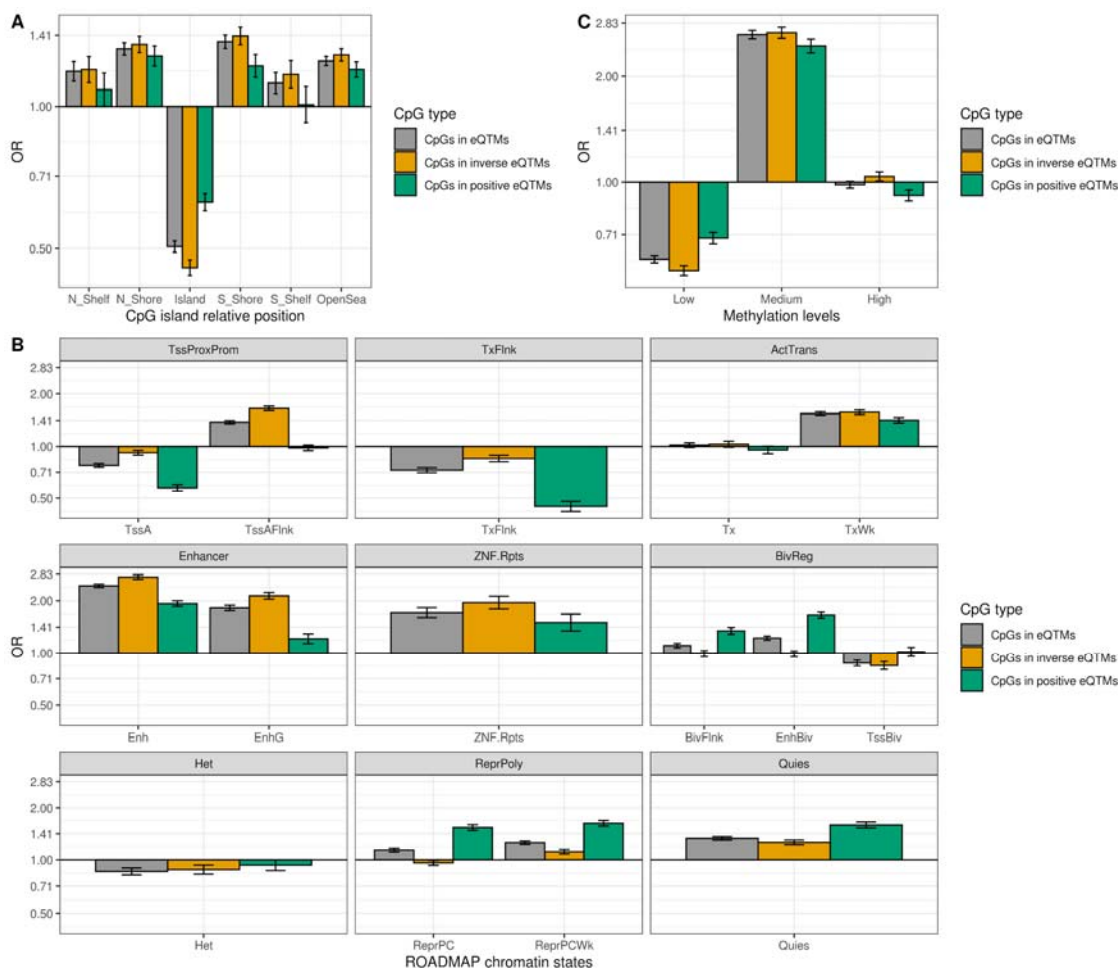 A
OR
1.41
1.00
0.71
0.50
N_Shelf N_Shore Island S_Shore S_Shelf OpenSea
CpG island relative position
CpG type
CpGs in eQTMs
CpGs in inverse eQTMs
CpGs in positive eQTMs
C
OR
2.83
2.00
1.41
1.00
0.71
Low Medium High
Methylation levels
CpG type
CpGs in eQTMs
CpGs in inverse eQTMs
CpGs in positive eQTMs
B
OR
TssProxProm TxFlnk ActTrans
2.83
2.00
1.41
1.00
0.71
0.50
TssA TssAFlnk TxFlnk Tx TxWk
Enhancer ZNF.Rpts BivReg
2.83
2.00
1.41
1.00
0.71
0.50
Enh EnhG ZNF.Rpts BivFlnk EnhBiv TssBiv
Het ReprPoly Quies
2.83
2.00
1.41
1.00
0.71
0.50
Het ReprPC ReprPCWk Quies
ROADMAP chromatin states
CpG type
CpGs in eQTMs
CpGs in inverse eQTMs
CpGs in positive eQTMs